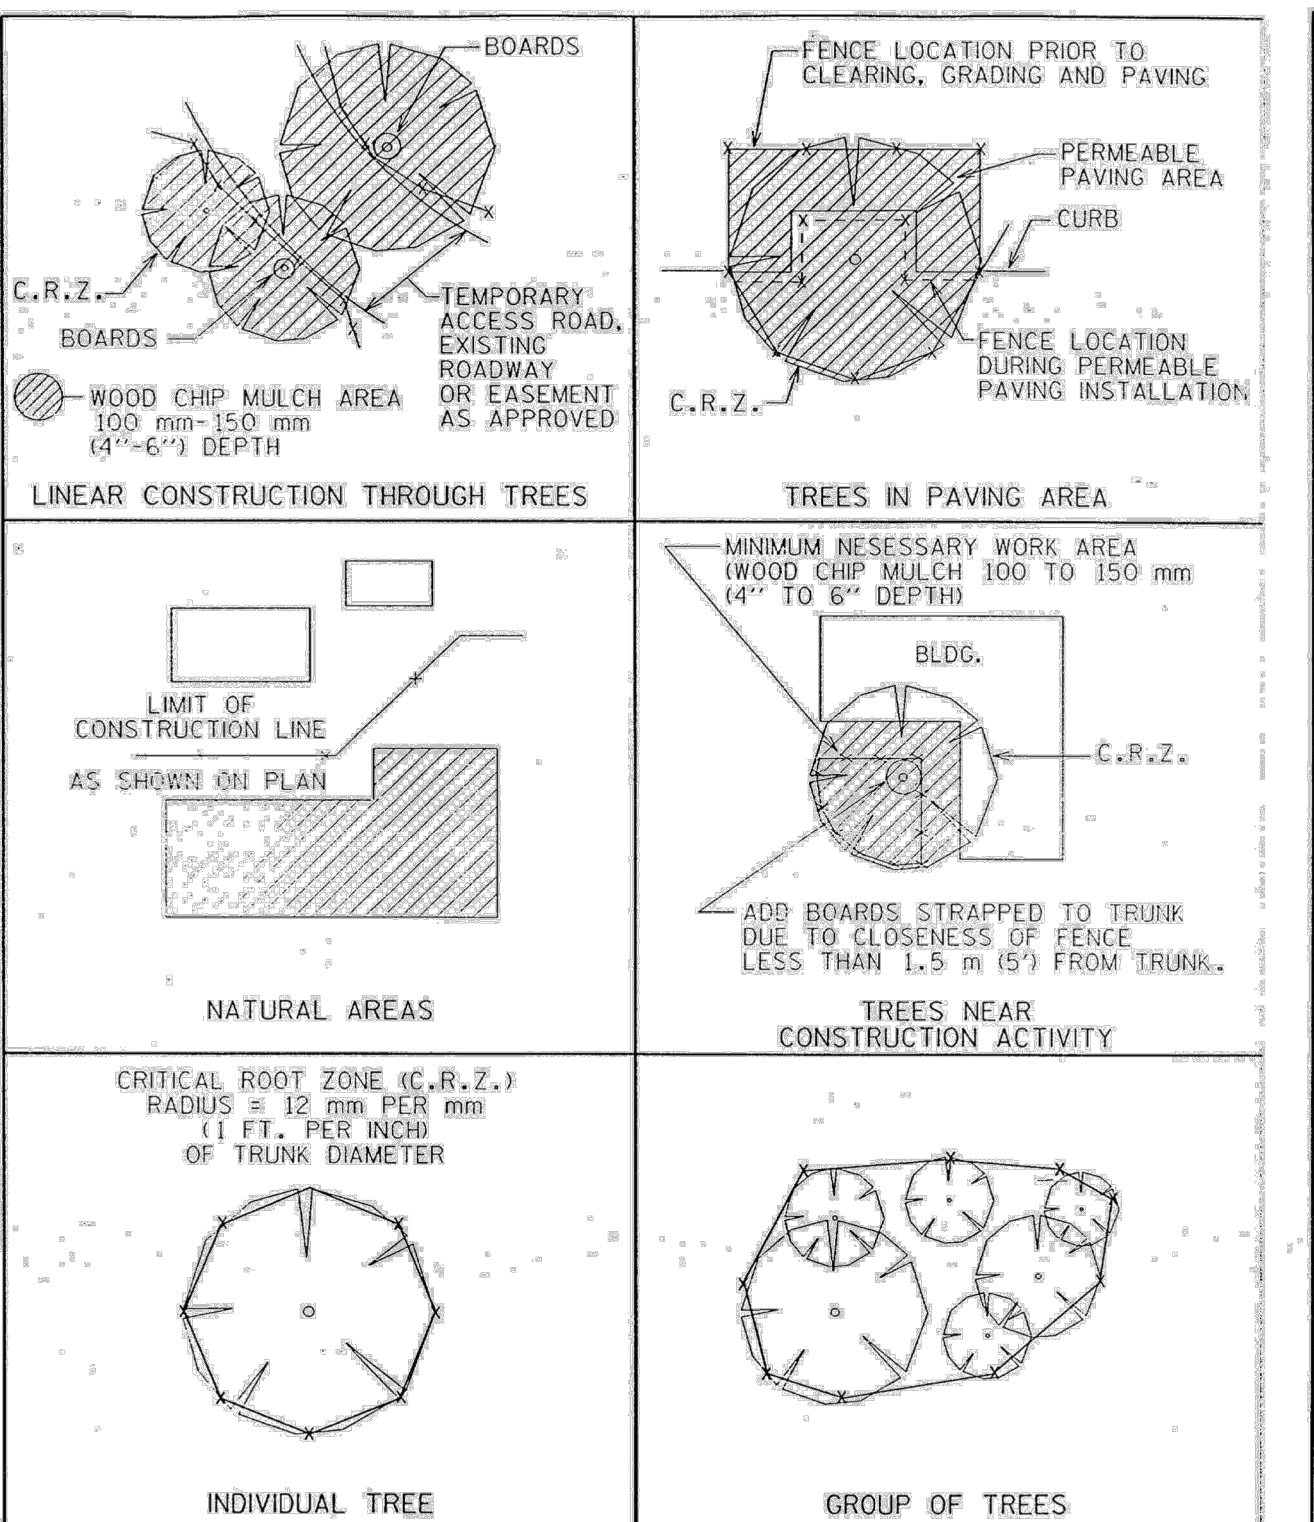 BOARDS
C.R.Z.
BOARDS
TEMPORARY
ACCESS ROAD,
EXISTING
ROADWAY
OR EASEMENT
AS APPROVED
WOOD CHIP MULCH AREA
100 mm-150 mm
(4''-6'') DEPTH
LINEAR CONSTRUCTION THROUGH TREES
FENCE LOCATION PRIOR TO
CLEARING, GRADING AND PAVING
PERMEABLE
PAVING AREA
CURB
FENCE LOCATION
DURING PERMEABLE
PAVING INSTALLATION
C.R.Z.
TREES IN PAVING AREA
LIMIT OF
CONSTRUCTION LINE
AS SHOWN ON PLAN
NATURAL AREAS
MINIMUM NESESSARY WORK AREA
(WOOD CHIP MULCH 100 TO 150 mm
(4'' TO 6'' DEPTH)
BLDG.
C.R.Z.
ADD BOARDS STRAPPED TO TRUNK
DUE TO CLOSENESS OF FENCE
LESS THAN 1.5 m (5') FROM TRUNK.
TREES NEAR
CONSTRUCTION ACTIVITY
CRITICAL ROOT ZONE (C.R.Z.)
RADIUS = 12 mm PER mm
(1 FT. PER INCH)
OF TRUNK DIAMETER
INDIVIDUAL TREE
GROUP OF TREES